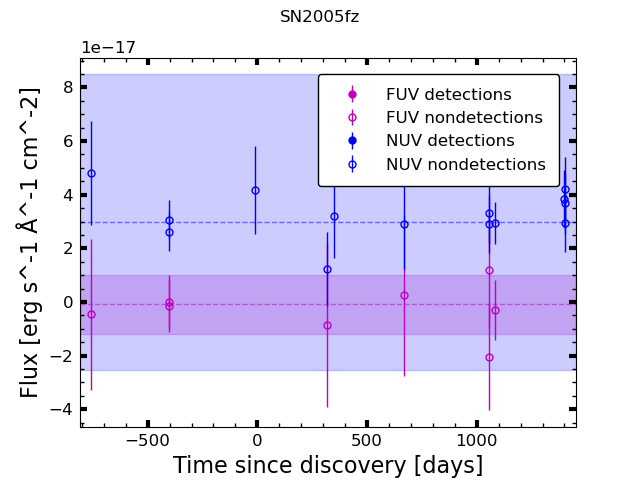 SN2005fz
1e−17
FUV detections
FUV nondetections
NUV detections
NUV nondetections
8
6
4
2
0
−2
−4
Flux [erg s^-1 Å^-1 cm^-2]
−500 0 500 1000
Time since discovery [days]